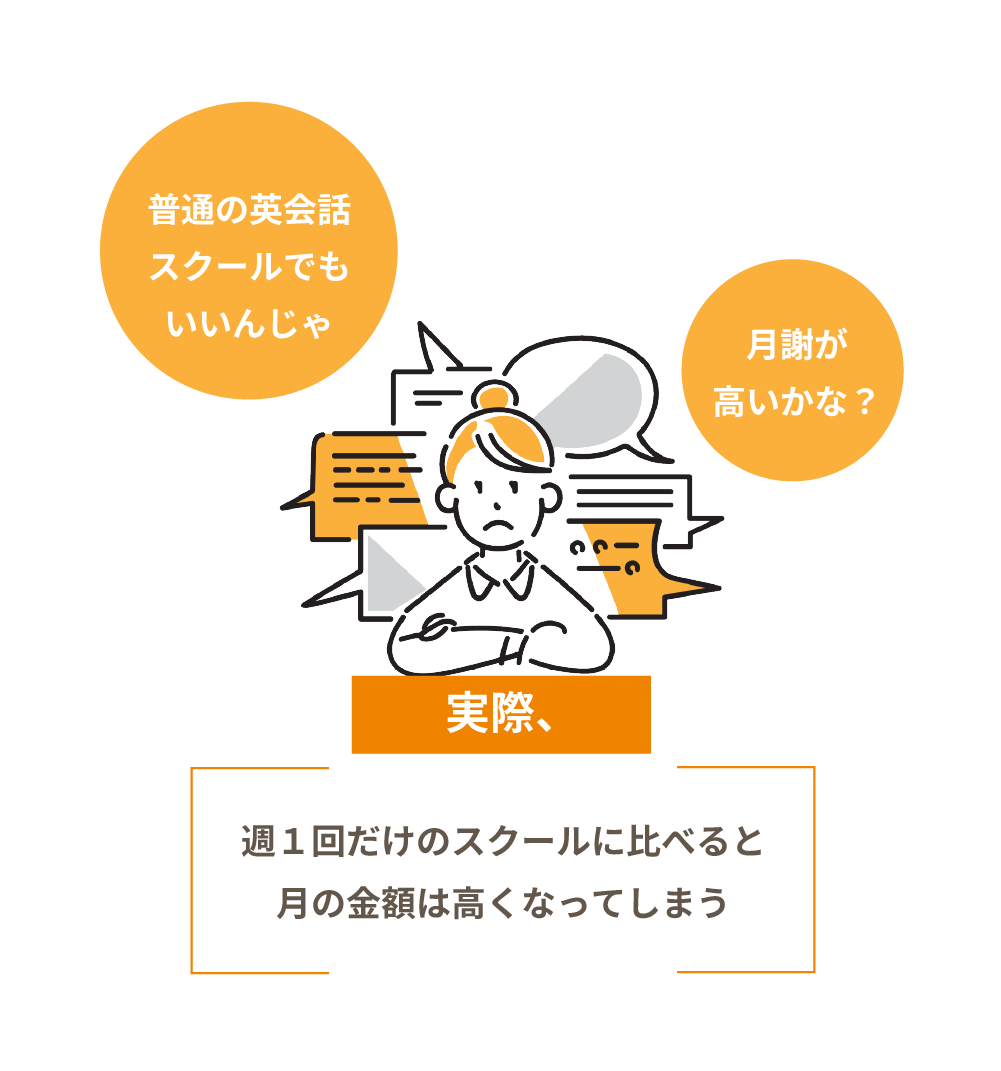 普通の英会話
スクールでも
いいんじゃ
月謝が
高いかな？
実際、
週１回だけのスクールに比べると
月の金額は高くなってしまう